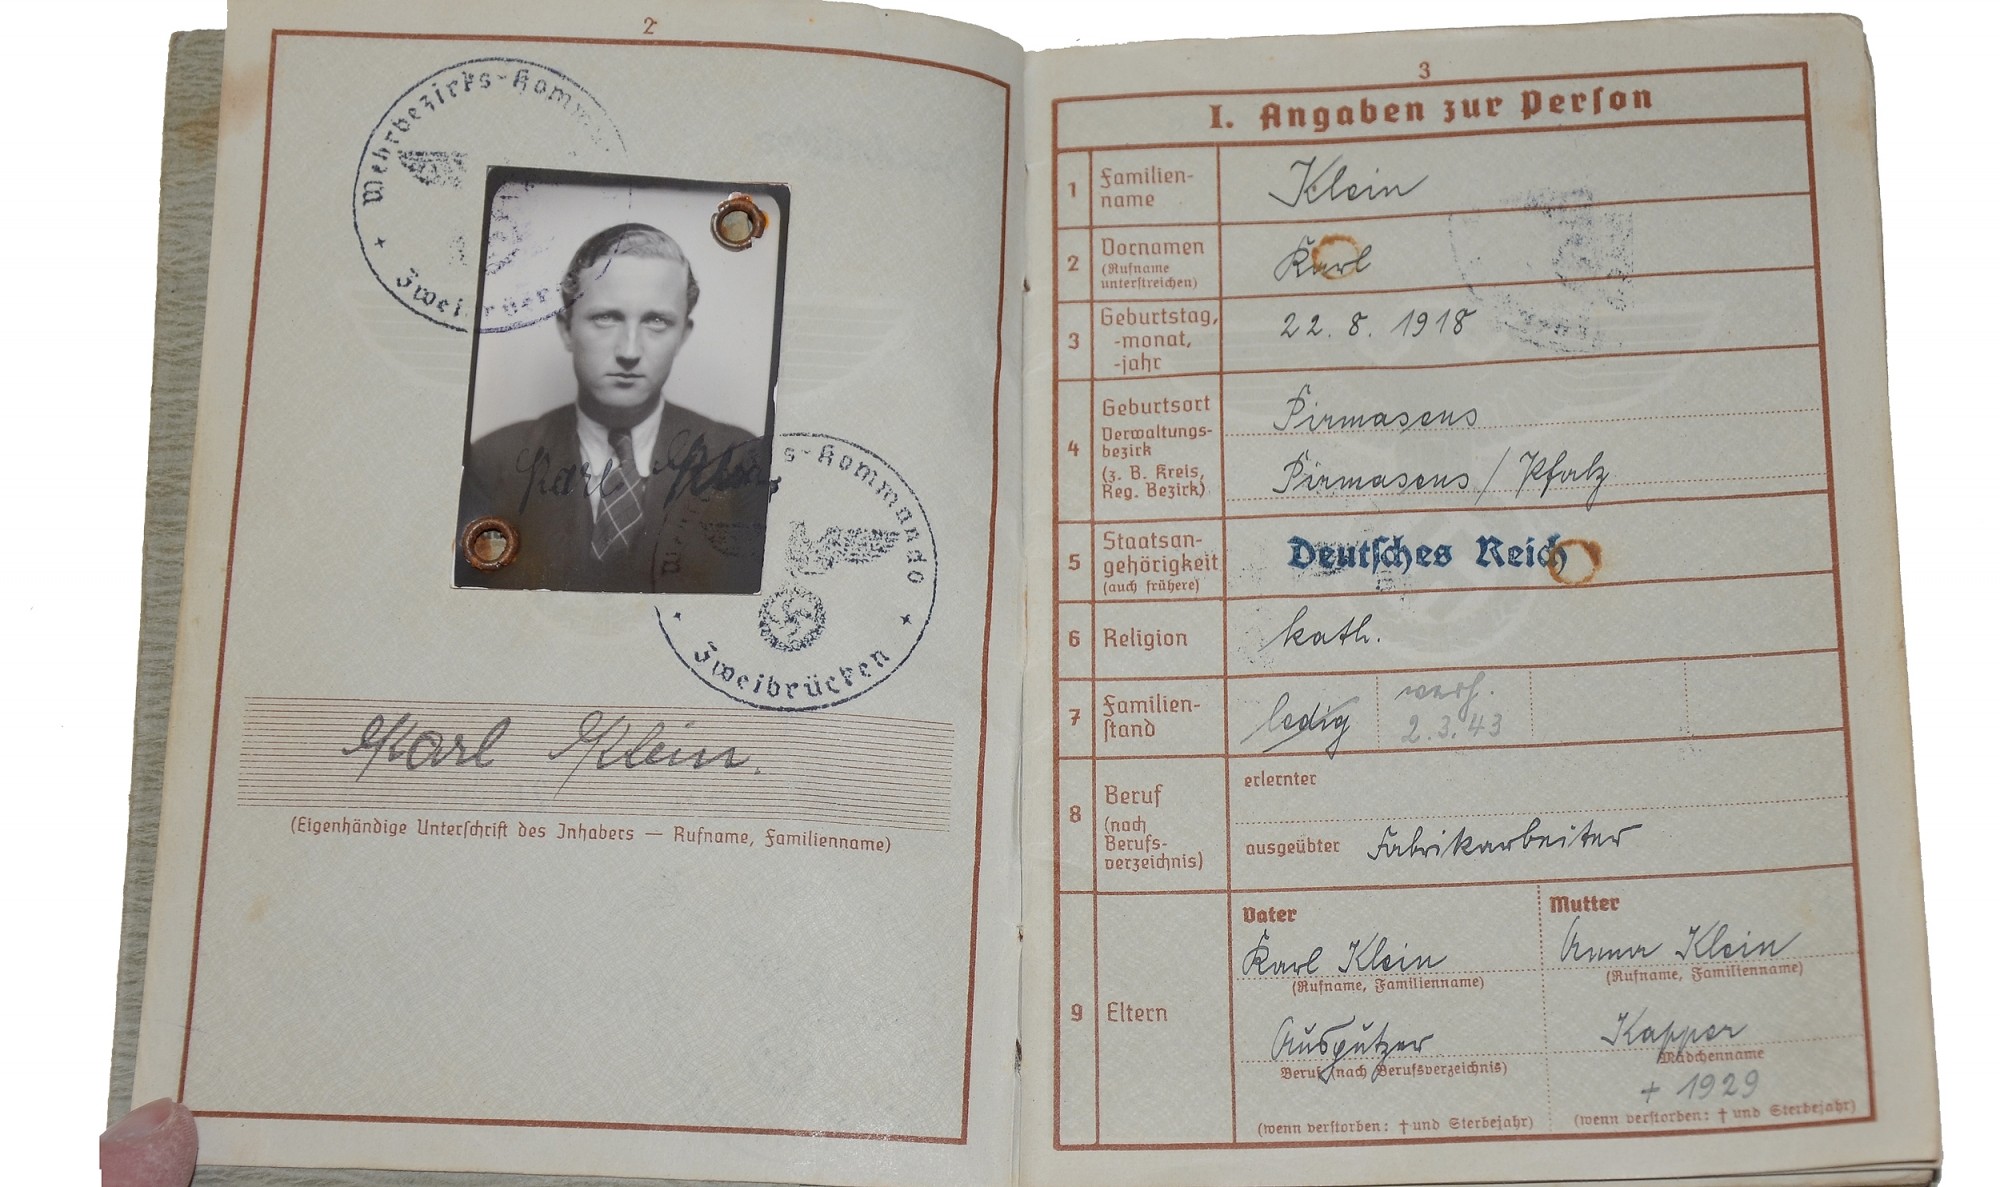 2
Wehrbezirks-Komm
Zweibrücken
Karl Klein
s-Kommando
Zweibrücken
Karl Klein.
(Eigenhändige Unterschrift des Inhabers — Rufname, Familienname)
3
I. Angaben zur Person
1 Familien-
name
Klein
2 Vornamen
(Rufname
unterstreichen)
Karl
3 Geburtstag,
-monat,
-jahr
22. 8. 1918
4 Geburtsort
Verwaltungs-
bezirk
(z. B. Kreis,
Reg. Bezirk)
Pirmasens
Pirmasens / Pfalz
5 Staatsan-
gehörigkeit
(auch frühere)
Deutsches Reich
6 Religion
kath.
7 Familien-
stand
ledig
verh.
2.3.43
8 Beruf
(nach
Berufs-
verzeichnis)
erlernter
ausgeübter Fabrikarbeiter
9 Eltern
Vater
Karl Klein
(Rufname, Familienname)
Ausputzer
Beruf (nach Berufsverzeichnis)
(wenn verstorben: † und Sterbejahr)
Mutter
Anna Klein
(Rufname, Familienname)
Kapper
Mädchenname
+ 1929
(wenn verstorben: † und Sterbejahr)